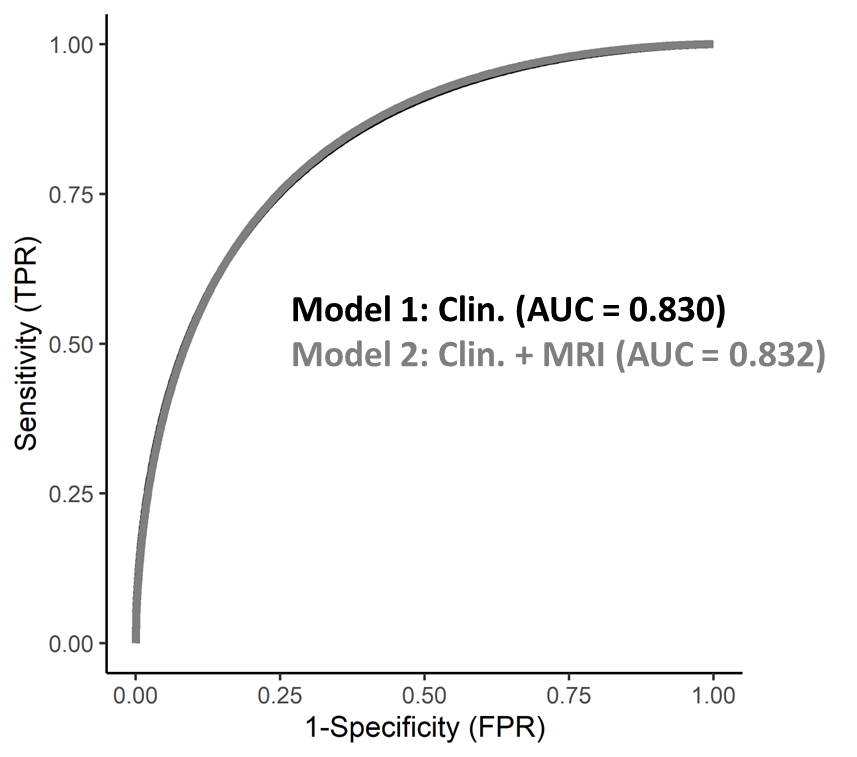 1.00
0.75
0.50
0.25
0.00
Sensitivity (TPR)
Model 1: Clin. (AUC = 0.830)
Model 2: Clin. + MRI (AUC = 0.832)
0.00 0.25 0.50 0.75 1.00
1-Specificity (FPR)